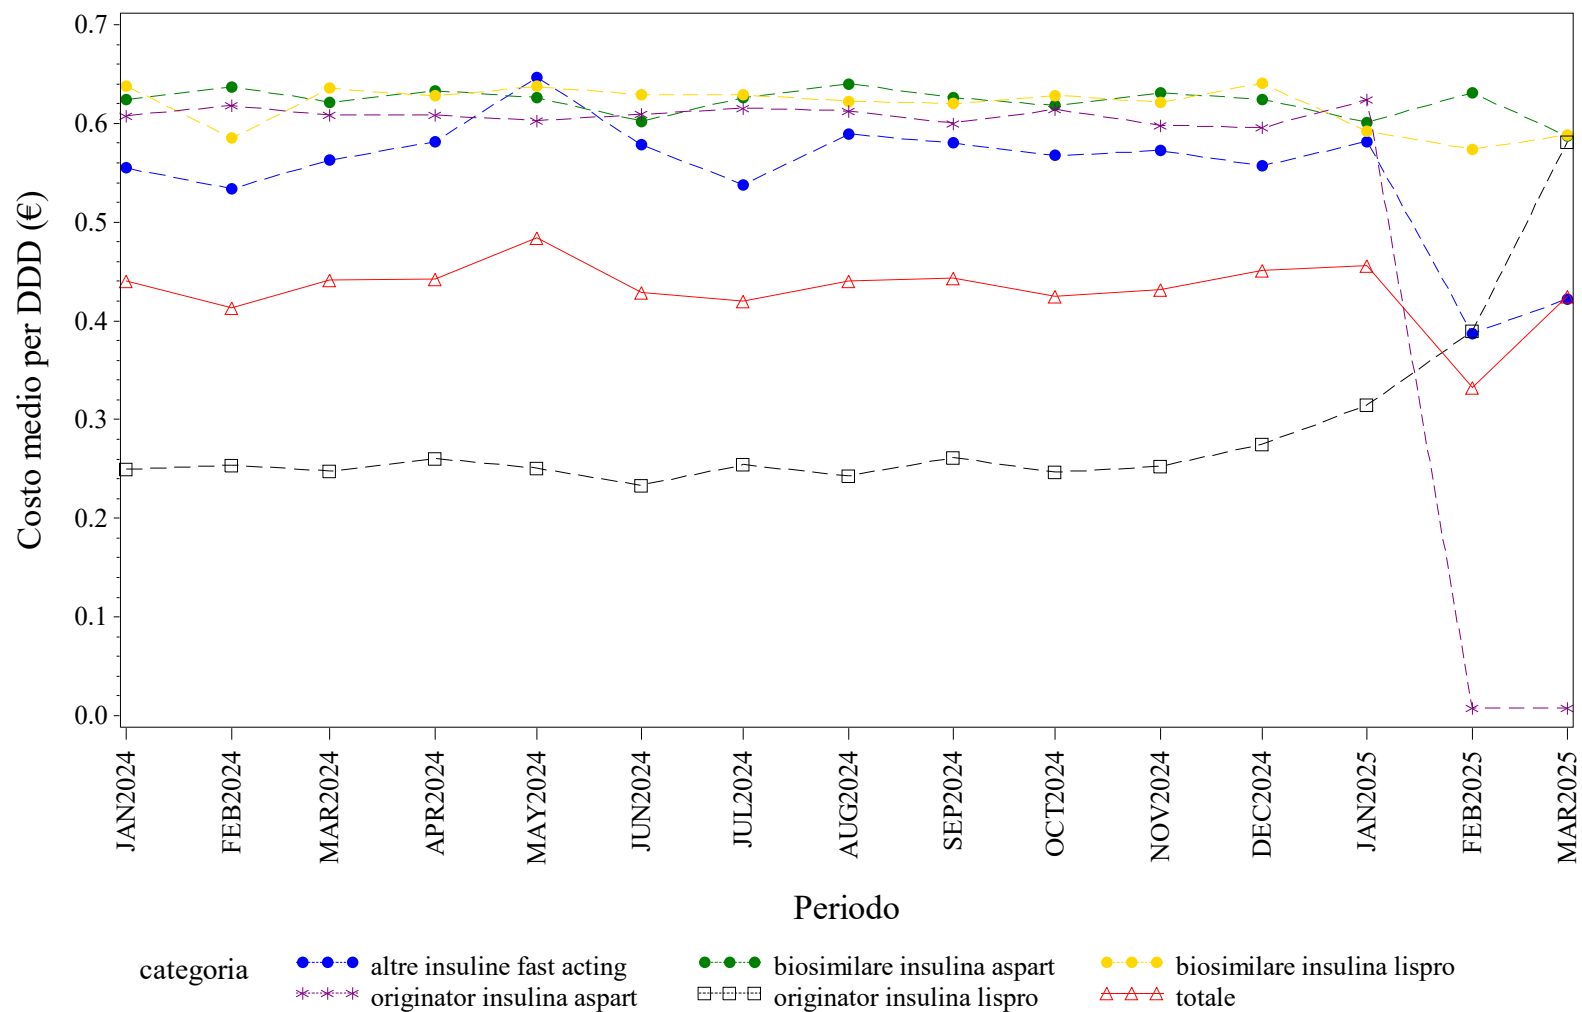 Costo medio per DDD (€)
0.7
0.6
0.5
0.4
0.3
0.2
0.1
0.0
JAN2024
FEB2024
MAR2024
APR2024
MAY2024
JUN2024
JUL2024
AUG2024
SEP2024
OCT2024
NOV2024
DEC2024
JAN2025
FEB2025
MAR2025
Periodo
categoria
altre insuline fast acting
biosimilare insulina aspart
biosimilare insulina lispro
originator insulina aspart
originator insulina lispro
totale